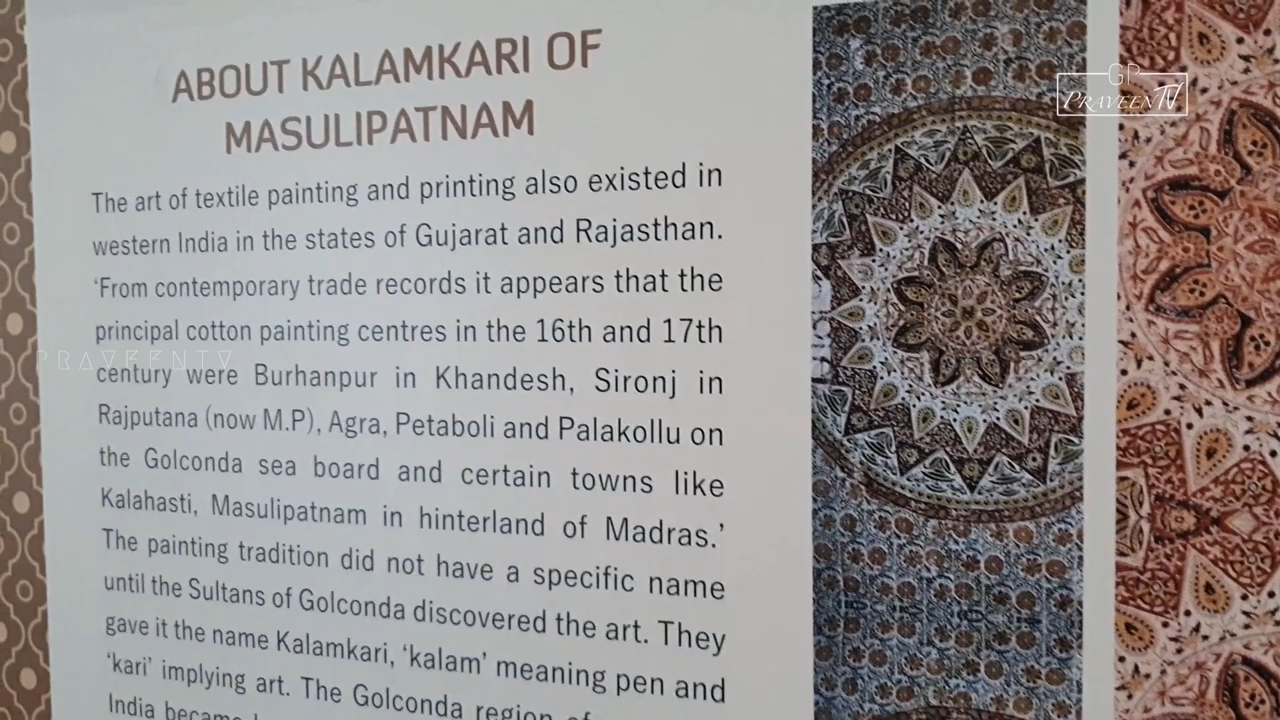 ABOUT KALAMKARI OF
MASULIPATNAM
The art of textile painting and printing also existed in
western India in the states of Gujarat and Rajasthan.
‘From contemporary trade records it appears that the
principal cotton painting centres in the 16th and 17th
century were Burhanpur in Khandesh, Sironj in
Rajputana (now M.P), Agra, Petaboli and Palakollu on
the Golconda sea board and certain towns like
Kalahasti, Masulipatnam in hinterland of Madras.’
The painting tradition did not have a specific name
until the Sultans of Golconda discovered the art. They
gave it the name Kalamkari, ‘kalam’ meaning pen and
‘kari’ implying art. The Golconda region of
India became
GP
PRAVEEN TV
PRAVEENTV